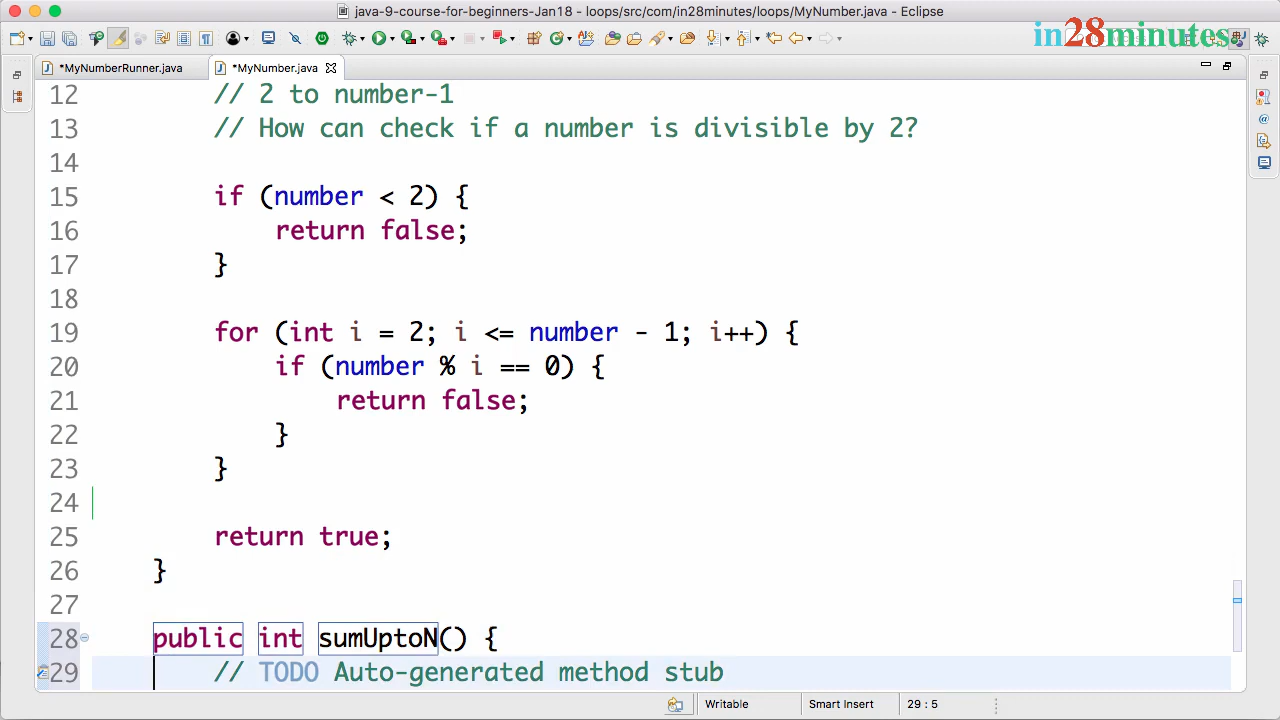 java-9-course-for-beginners-Jan18 - loops/src/com/in28minutes/loops/MyNumber.java - Eclipse
in28minutes
*MyNumberRunner.java
*MyNumber.java
12 // 2 to number-1
13 // How can check if a number is divisible by 2?
14
15 if (number < 2) {
16 return false;
17 }
18
19 for (int i = 2; i <= number - 1; i++) {
20 if (number % i == 0) {
21 return false;
22 }
23 }
24
25 return true;
26 }
27
28 public int sumUptoN() {
29 // TODO Auto-generated method stub
Writable
Smart Insert
29 : 5